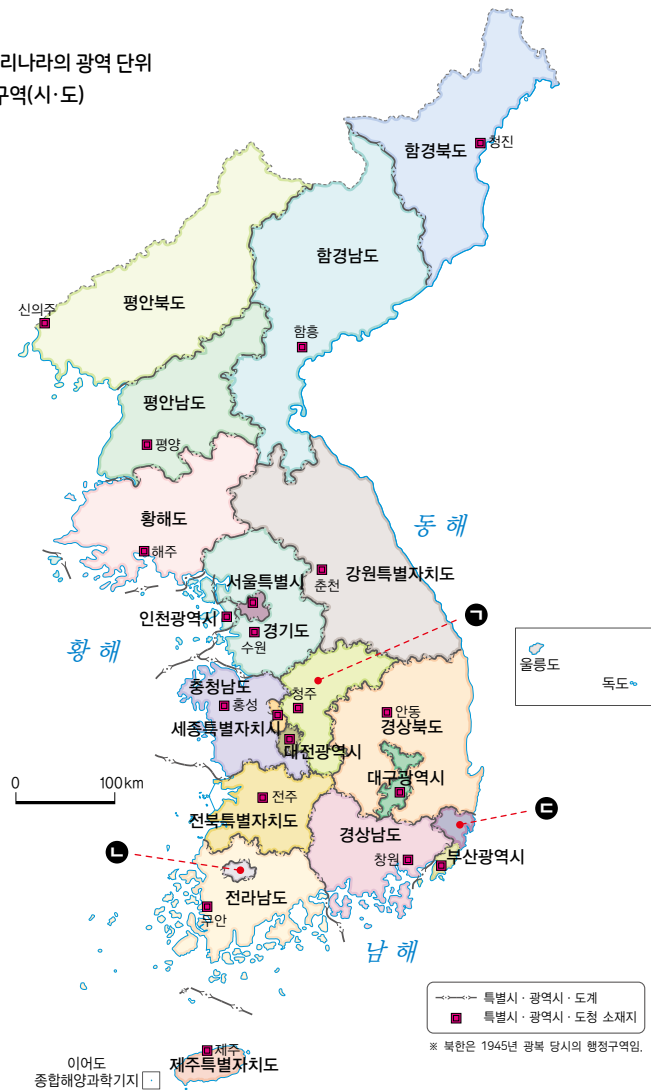 리나라의 광역 단위
구역(시·도)
함경북도
청진
함경남도
평안북도
신의주
함흥
평안남도
평양
황해도
해주
동해
서울특별시
강원특별자치도
춘천
인천광역시
경기도
수원
ㄱ
황해
울릉도
독도
충청남도
청주
홍성
안동
세종특별자치시
경상북도
대전광역시
대구광역시
0 100km
전주
전북특별자치도
ㄷ
경상남도
ㄴ
창원
부산광역시
전라남도
무안
남해
특별시·광역시·도계
특별시·광역시·도청 소재지
※ 북한은 1945년 광복 당시의 행정구역임.
제주
제주특별자치도
이어도
종합해양과학기지